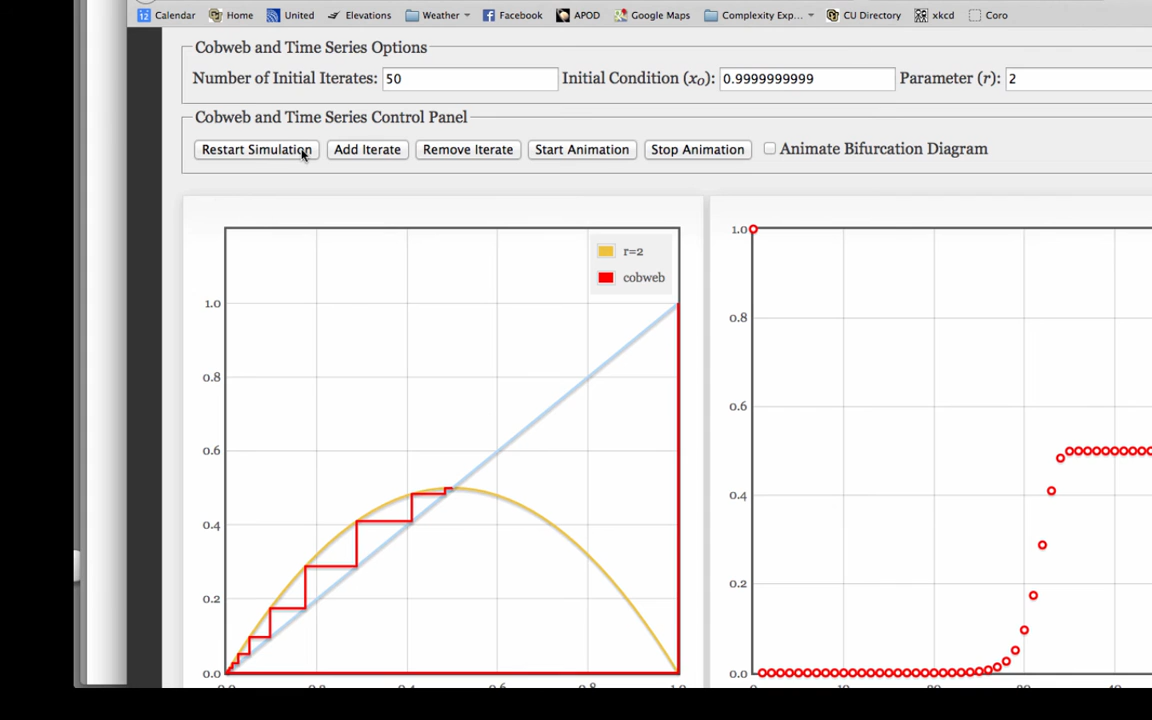 12 Calendar Home United Elevations Weather Facebook APOD Google Maps Complexity Exp... CU Directory xkcd Coro
Cobweb and Time Series Options
Number of Initial Iterates: 50 Initial Condition (x0): 0.9999999999 Parameter (r): 2
Cobweb and Time Series Control Panel
Restart Simulation Add Iterate Remove Iterate Start Animation Stop Animation Animate Bifurcation Diagram
r=2
cobweb
1.0
0.8
0.6
0.4
0.2
0.0
1.0
0.8
0.6
0.4
0.2
0.0